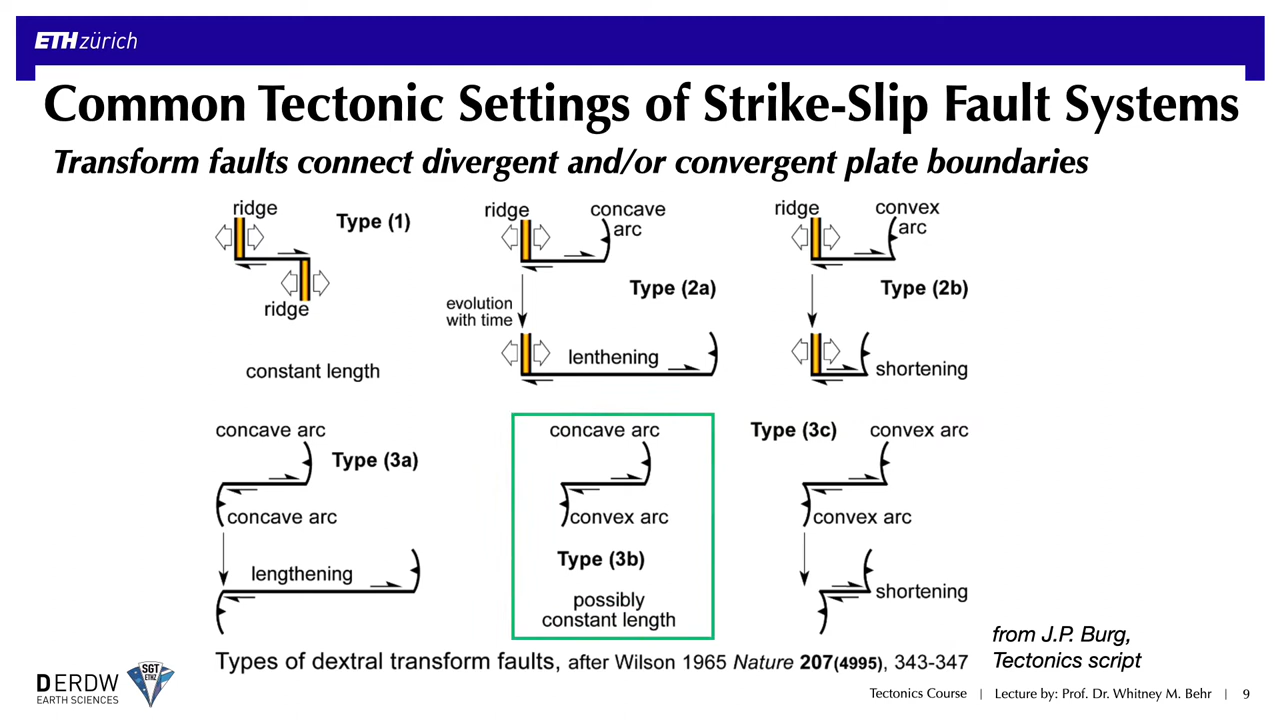 ETH zürich
Common Tectonic Settings of Strike-Slip Fault Systems
Transform faults connect divergent and/or convergent plate boundaries
ridge
Type (1)
ridge
constant length
ridge
concave
arc
Type (2a)
evolution
with time
lenthening
ridge
convex
arc
Type (2b)
shortening
concave arc
Type (3a)
concave arc
lengthening
concave arc
convex arc
Type (3b)
possibly
constant length
Type (3c)
convex arc
convex arc
shortening
from J.P. Burg,
Tectonics script
Types of dextral transform faults, after Wilson 1965 Nature 207(4995), 343-347
DERDW
EARTH SCIENCES
SGT
ETHZ
Tectonics Course | Lecture by: Prof. Dr. Whitney M. Behr | 9